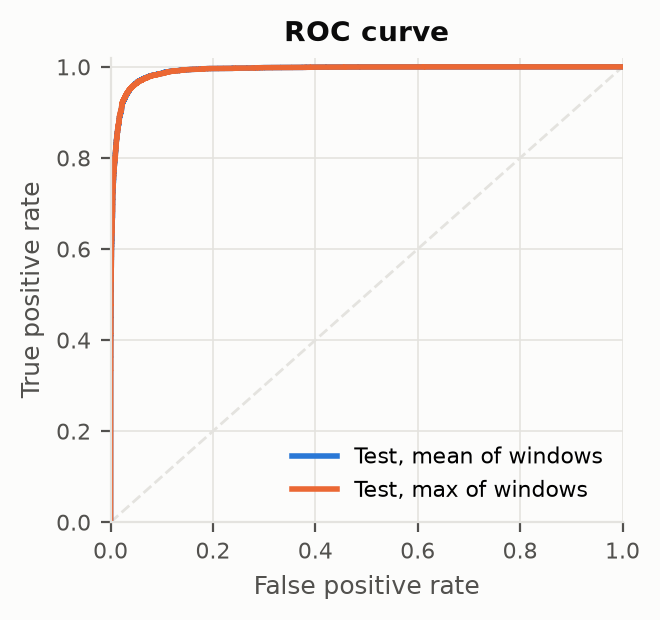 ROC curve
True positive rate
1.0
0.8
0.6
0.4
0.2
0.0
Test, mean of windows
Test, max of windows
0.0 0.2 0.4 0.6 0.8 1.0
False positive rate